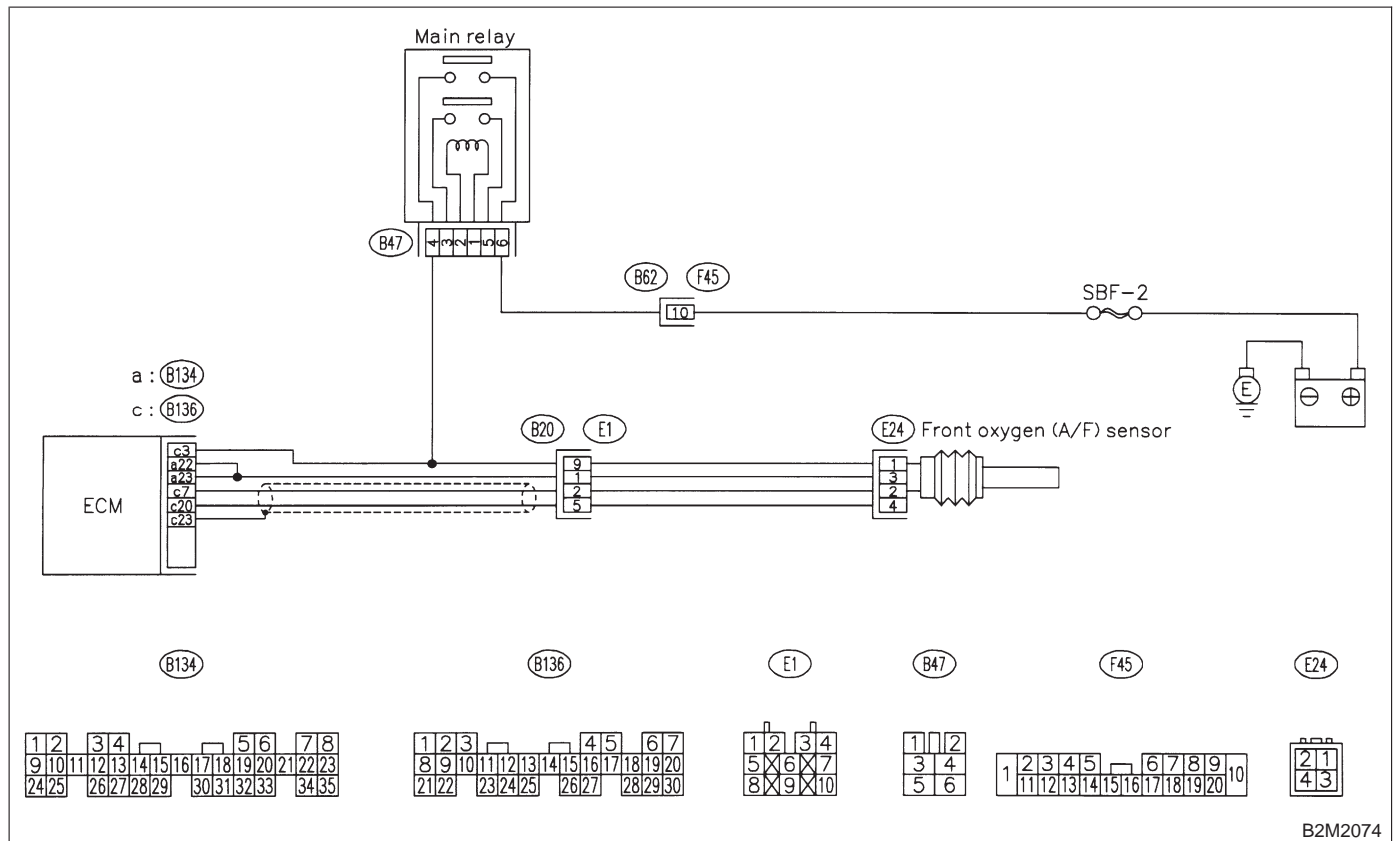 Main relay
B47
4 3 2 1 5 6
B62 F45
10
SBF-2
E
⊖ ⊕
a : B134
c : B136
B20 E1
E24 Front oxygen (A/F) sensor
ECM
c3
a22
a23
c7
c20
c23
9
1
2
5
1
3
2
4
B134
B136
E1
B47
F45
E24
1 2 3 4 5 6 7 8
9 10 11 12 13 14 15 16 17 18 19 20 21 22 23
24 25 26 27 28 29 30 31 32 33 34 35
1 2 3 4 5 6 7
8 9 10 11 12 13 14 15 16 17 18 19 20
21 22 23 24 25 26 27 28 29 30
1 2 3 4
5 6 7
8 9 10
1 2
3 4
5 6
1 2 3 4 5 6 7 8 9 10
11 12 13 14 15 16 17 18 19 20
2 1
4 3
B2M2074